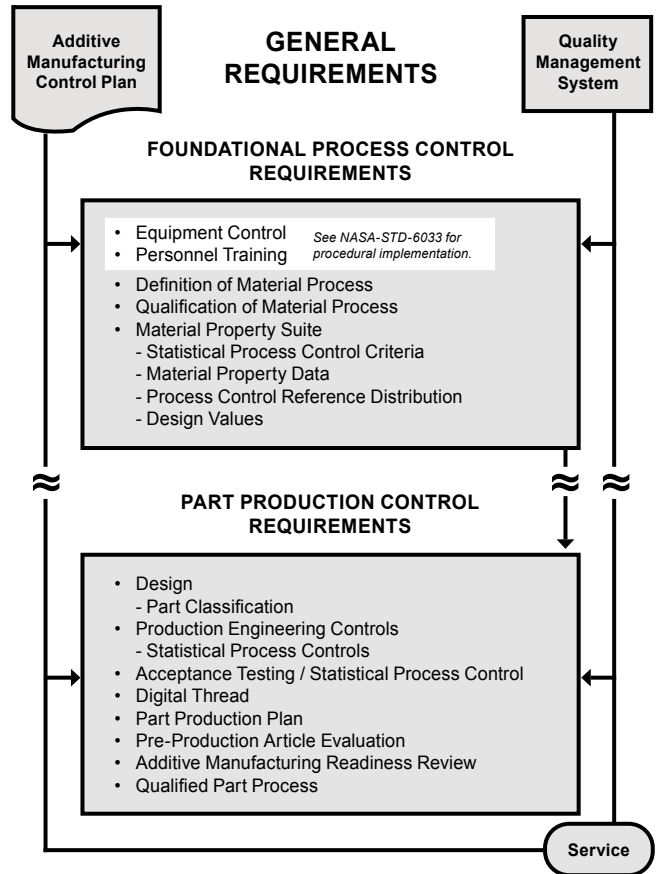 Additive
Manufacturing
Control Plan
GENERAL
REQUIREMENTS
Quality
Management
System
FOUNDATIONAL PROCESS CONTROL
REQUIREMENTS
• Equipment Control
• Personnel Training
See NASA-STD-6033 for
procedural implementation.
• Definition of Material Process
• Qualification of Material Process
• Material Property Suite
- Statistical Process Control Criteria
- Material Property Data
- Process Control Reference Distribution
- Design Values
≈ ≈ ≈
PART PRODUCTION CONTROL
REQUIREMENTS
• Design
- Part Classification
• Production Engineering Controls
- Statistical Process Controls
• Acceptance Testing / Statistical Process Control
• Digital Thread
• Part Production Plan
• Pre-Production Article Evaluation
• Additive Manufacturing Readiness Review
• Qualified Part Process
Service